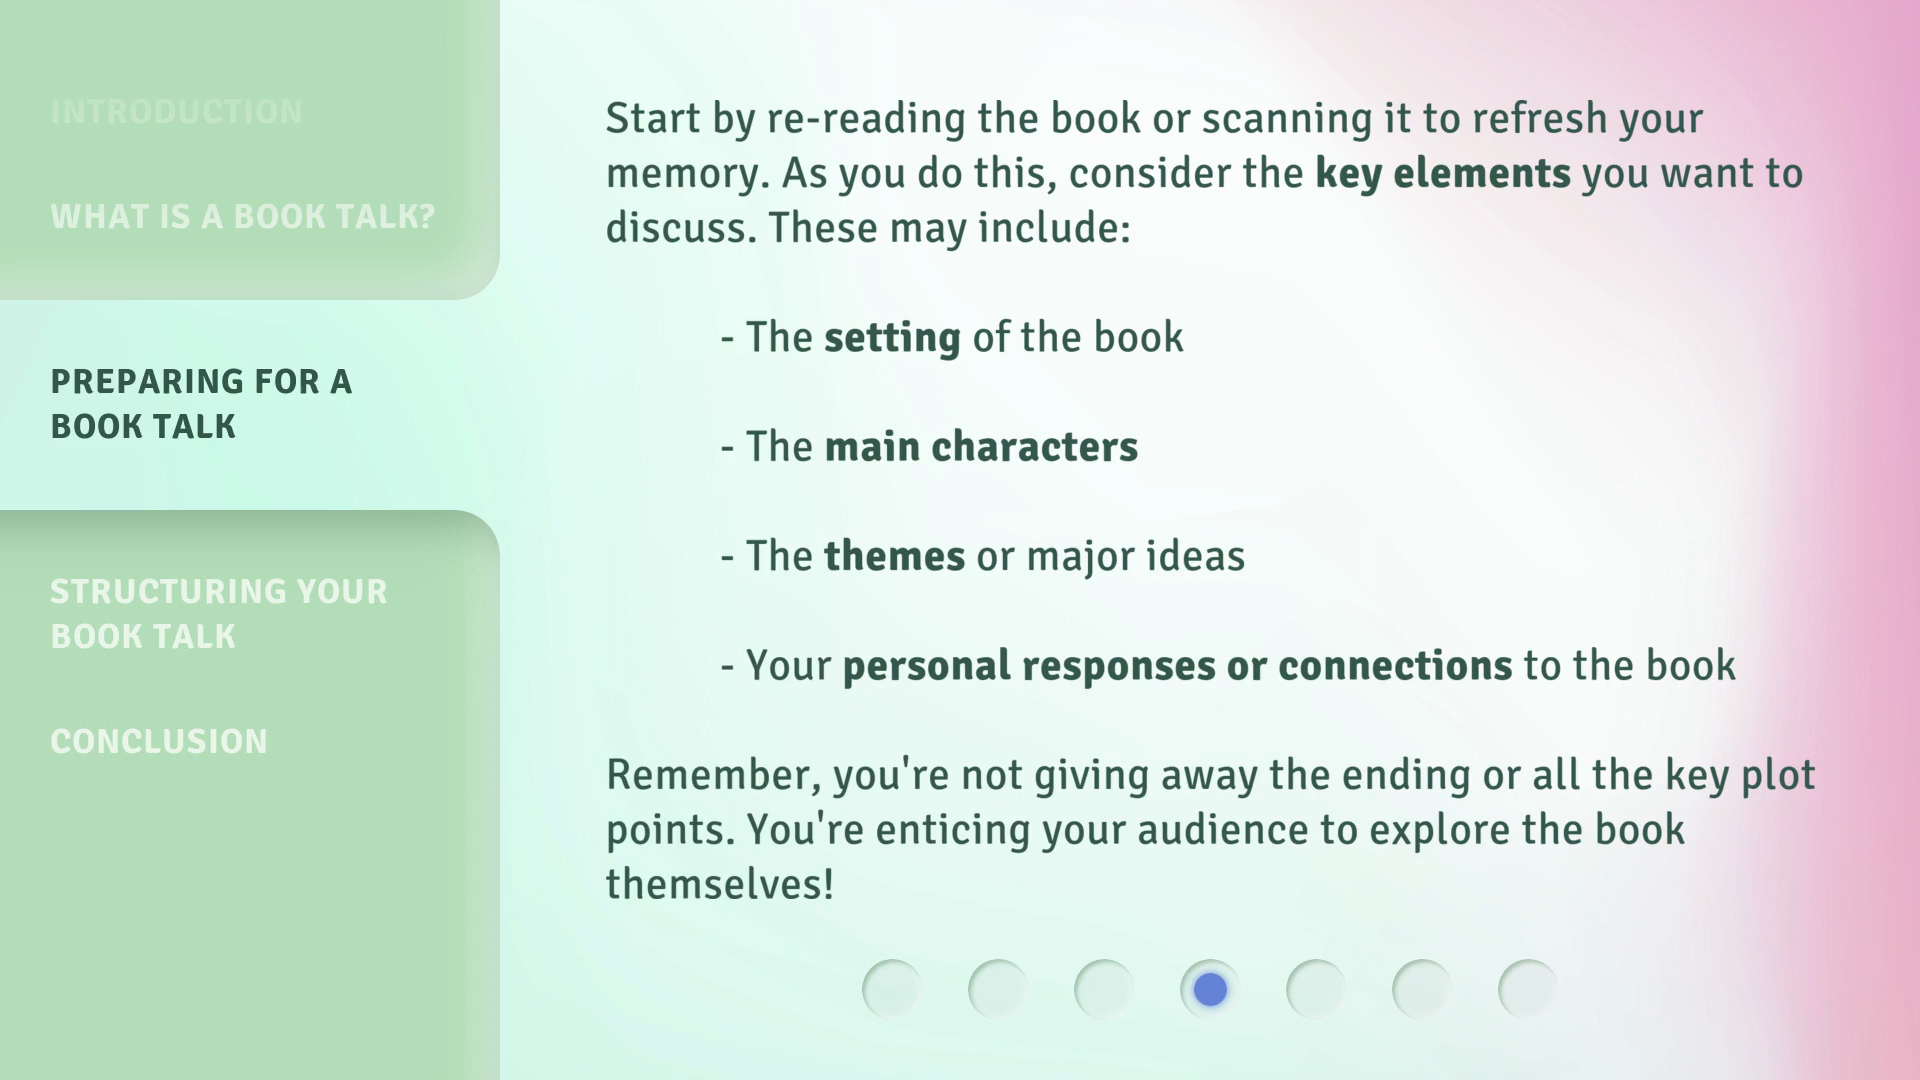 INTRODUCTION
WHAT IS A BOOK TALK?
PREPARING FOR A
BOOK TALK
STRUCTURING YOUR
BOOK TALK
CONCLUSION
Start by re-reading the book or scanning it to refresh your
memory. As you do this, consider the key elements you want to
discuss. These may include:
- The setting of the book
- The main characters
- The themes or major ideas
- Your personal responses or connections to the book
Remember, you're not giving away the ending or all the key plot
points. You're enticing your audience to explore the book
themselves!